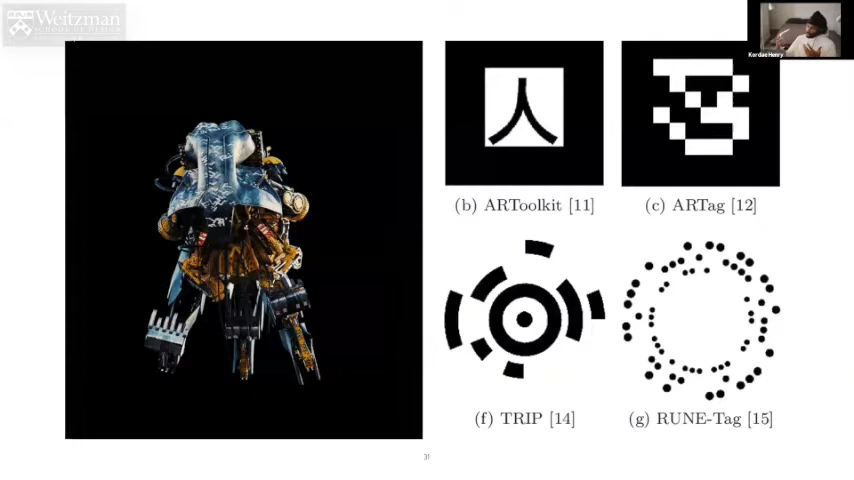 Weitzman
SCHOOL OF DESIGN
Kordae Henry
人
(b) ARToolkit [11]
(c) ARTag [12]
(f) TRIP [14]
(g) RUNE-Tag [15]
31